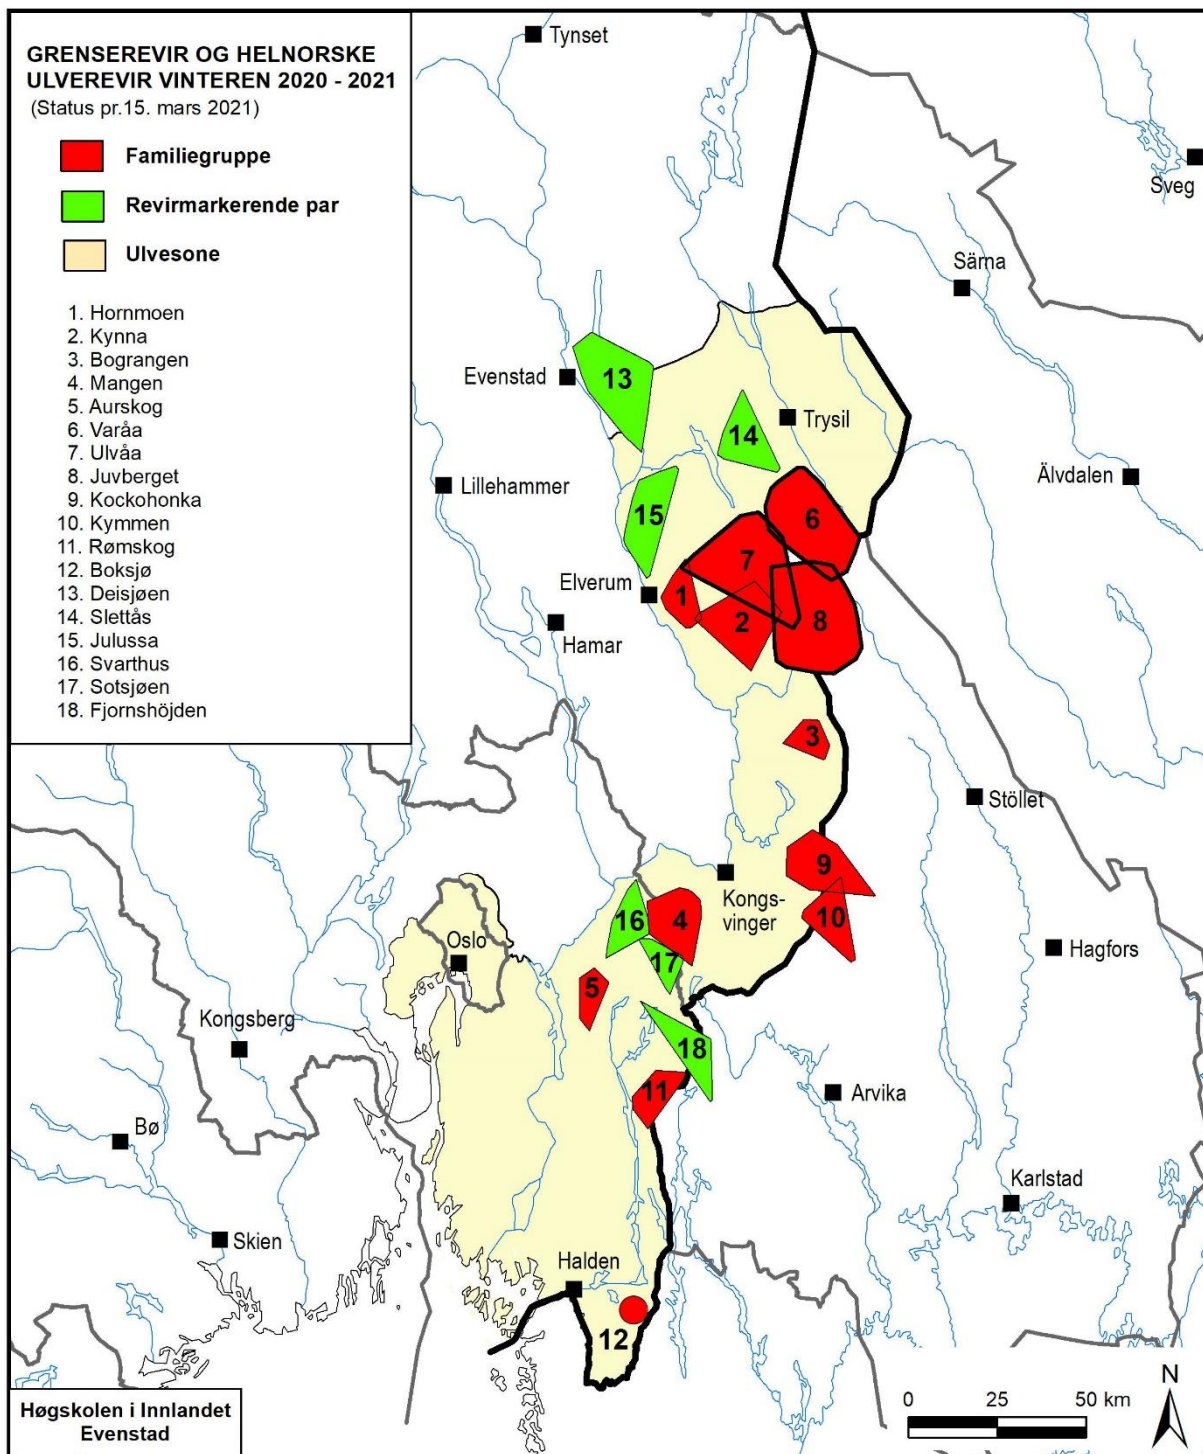 GRENSEREVIR OG HELNORSKE
ULVEREVIR VINTEREN 2020 - 2021
(Status pr.15. mars 2021)
Familiegruppe
Revirmarkerende par
Ulvesone
1. Hornmoen
2. Kynna
3. Bograngen
4. Mangen
5. Aurskog
6. Varåa
7. Ulvåa
8. Juvberget
9. Kockohonka
10. Kymmen
11. Rømskog
12. Boksjø
13. Deisjøen
14. Slettås
15. Julussa
16. Svarthus
17. Sotsjøen
18. Fjornshöjden
Tynset
Sveg
Särna
Evenstad
13
Trysil
14
Älvdalen
Lillehammer
15
6
7
Elverum
1
2
8
Hamar
3
Stöllet
9
Kongs-
vinger
10
16
4
Oslo
17
Hagfors
5
Kongsberg
18
11
Arvika
Bø
Karlstad
Skien
Halden
12
N
0 25 50 km
Høgskolen i Innlandet
Evenstad